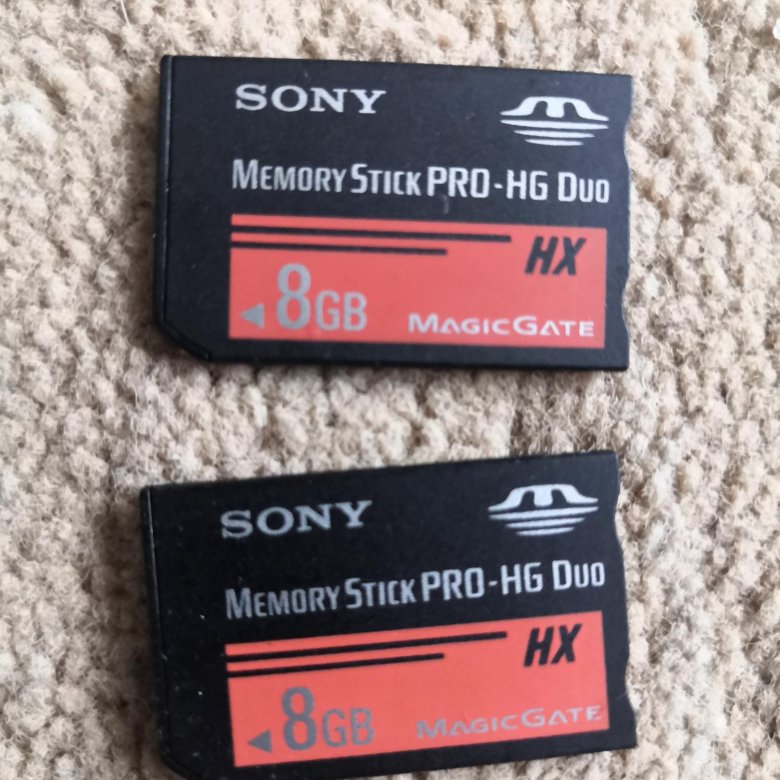 SONY
MEMORY STICK PRO-HG DUO
HX
8GB
MAGICGATE
SONY
MEMORY STICK PRO-HG DUO
HX
8GB
MAGICGATE